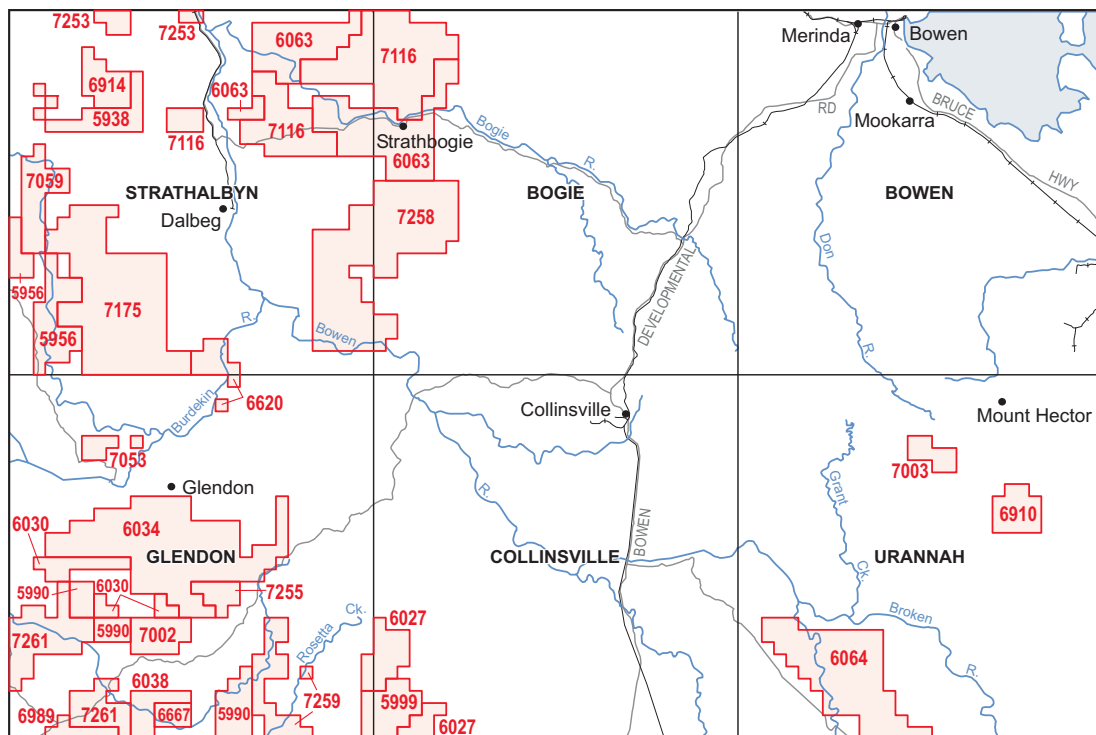 7253
7253
6063
7116
Merinda
Bowen
6914
6063
5938
7116
7116
RD
BRUCE
Mookarra
Bogie
Strathbogie
R.
6063
HWY
7059
STRATHALBYN
BOGIE
BOWEN
Dalbeg
7258
Don
5956
7175
DEVELOPMENTAL
R.
Bowen
5956
R.
6620
Collinsville
Mount Hector
Burdekin
7053
7003
Glendon
R.
Grant
6910
6030
6034
BOWEN
GLENDON
COLLINSVILLE
URANNAH
5990
6030
7255
Ck.
Ck.
Broken
7261
5990
7002
6027
Rosetta
6064
R.
6038
7259
5999
6989
7261
6667
5990
6027